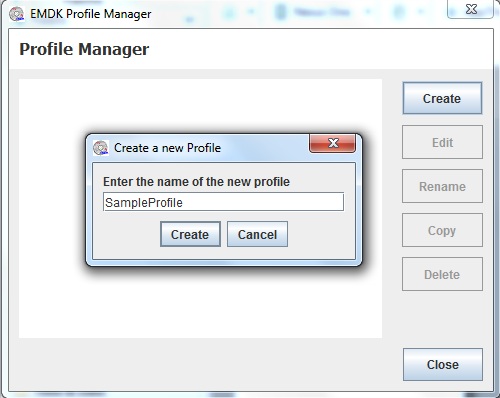 EMDK Profile Manager
Profile Manager
Create
Edit
Rename
Copy
Delete
Close
Create a new Profile
Enter the name of the new profile
SampleProfile
Create Cancel